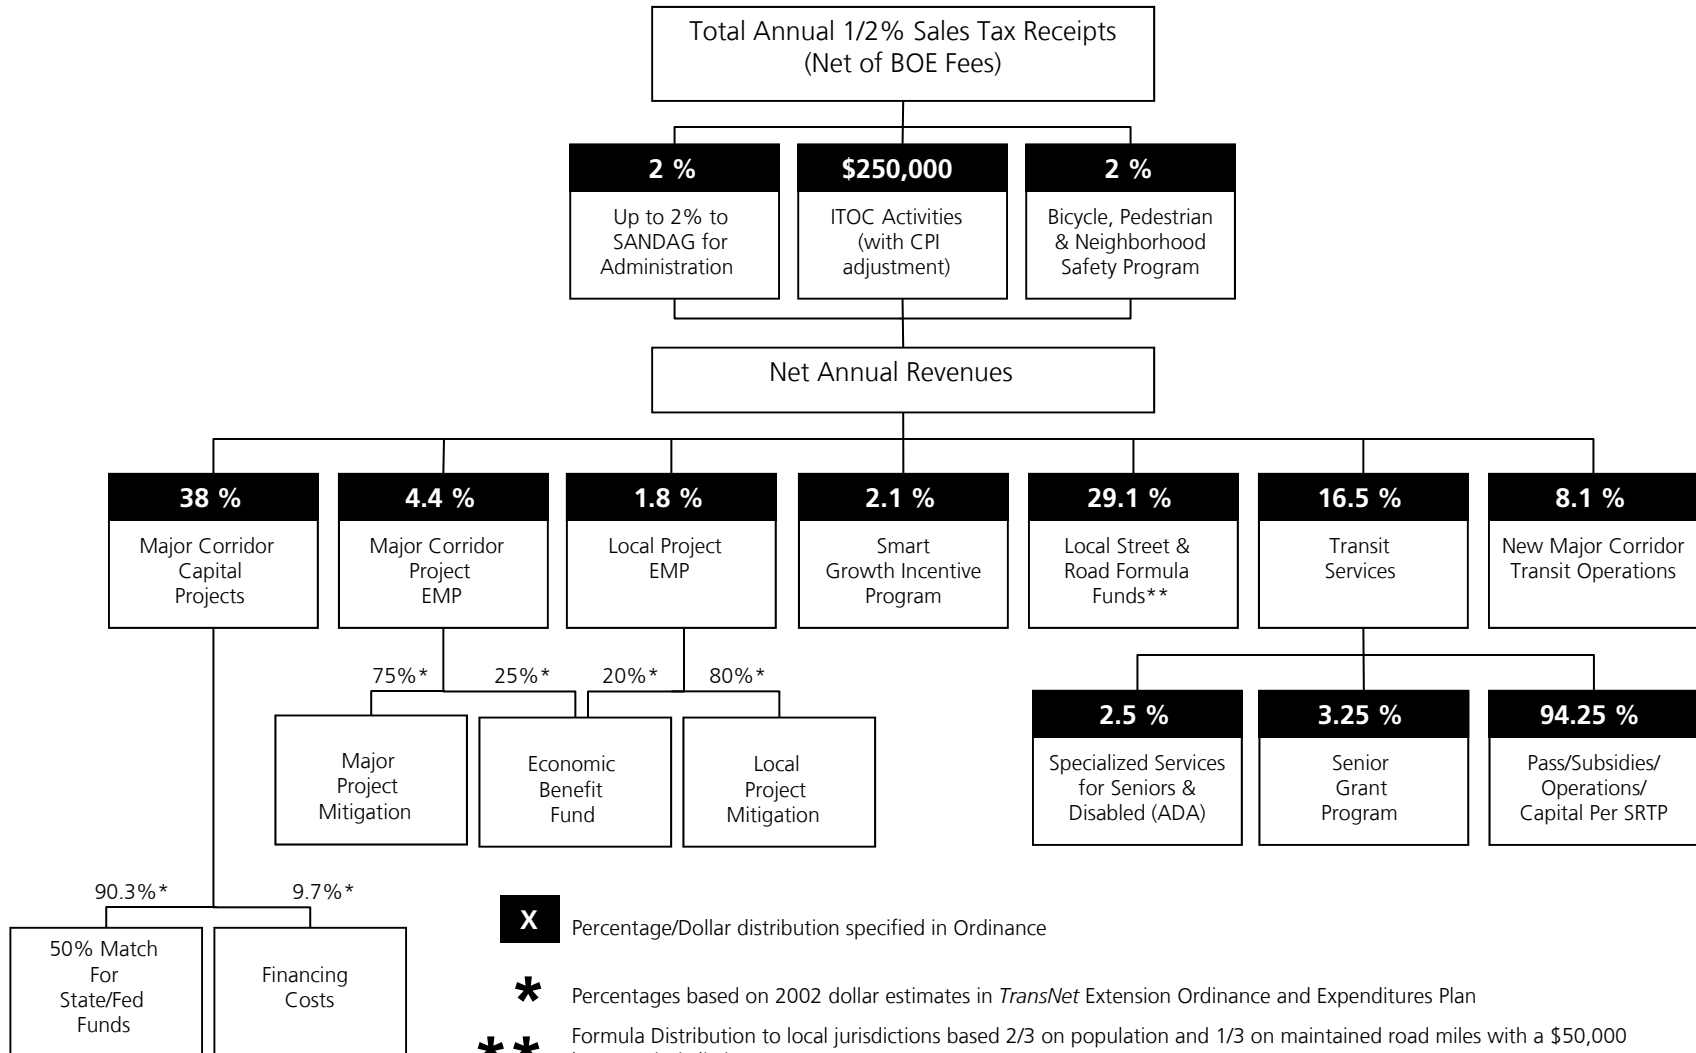 Total Annual 1/2% Sales Tax Receipts
(Net of BOE Fees)
2 %
Up to 2% to
SANDAG for
Administration
$250,000
ITOC Activities
(with CPI
adjustment)
2 %
Bicycle, Pedestrian
& Neighborhood
Safety Program
Net Annual Revenues
38 %
Major Corridor
Capital
Projects
4.4 %
Major Corridor
Project
EMP
1.8 %
Local Project
EMP
2.1 %
Smart
Growth Incentive
Program
29.1 %
Local Street &
Road Formula
Funds**
16.5 %
Transit
Services
8.1 %
New Major Corridor
Transit Operations
75%*
25%*
20%*
80%*
Major
Project
Mitigation
Economic
Benefit
Fund
Local
Project
Mitigation
2.5 %
Specialized Services
for Seniors &
Disabled (ADA)
3.25 %
Senior
Grant
Program
94.25 %
Pass/Subsidies/
Operations/
Capital Per SRTP
90.3%*
9.7%*
50% Match
For
State/Fed
Funds
Financing
Costs
X Percentage/Dollar distribution specified in Ordinance
* Percentages based on 2002 dollar estimates in TransNet Extension Ordinance and Expenditures Plan
** Formula Distribution to local jurisdictions based 2/3 on population and 1/3 on maintained road miles with a $50,000